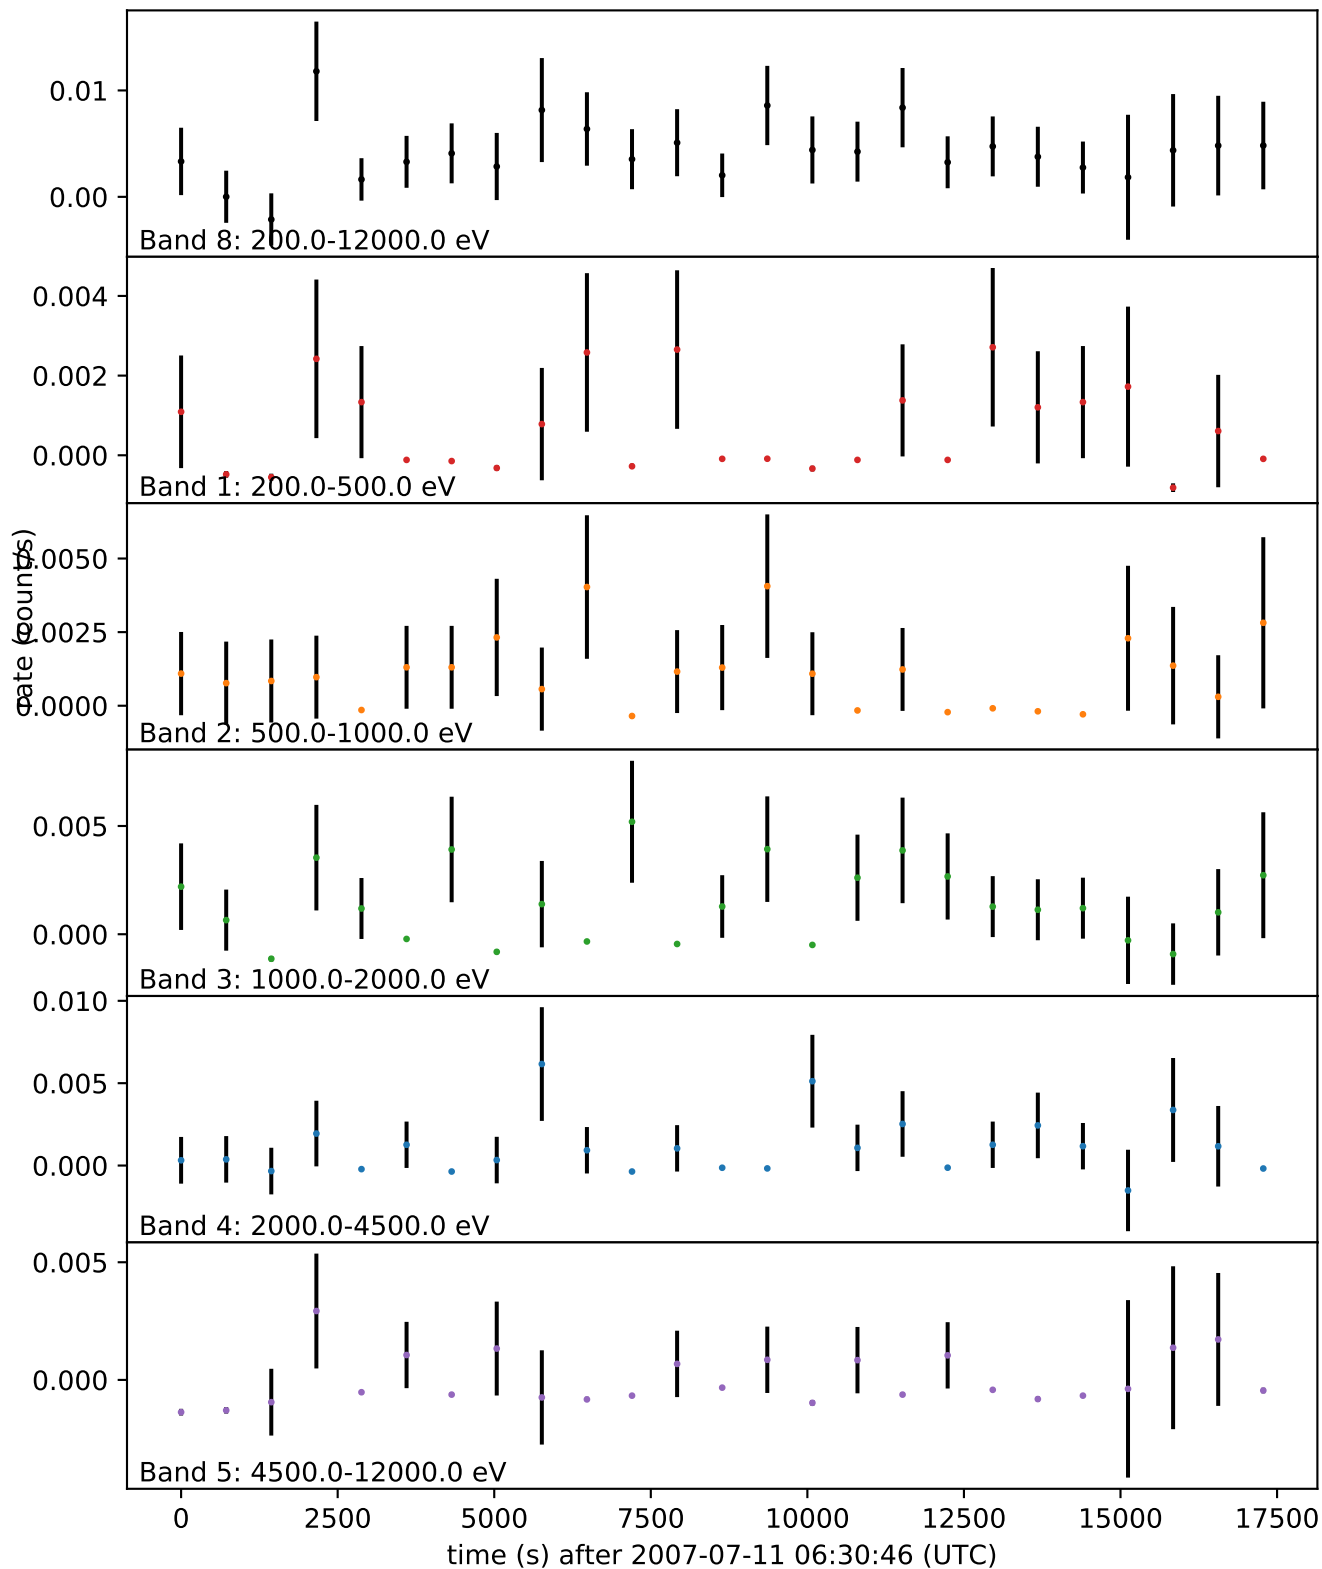 0.01
0.00
Band 8: 200.0-12000.0 eV
0.004
0.002
0.000
Band 1: 200.0-500.0 eV
rate (count/s)
0.0050
0.0025
0.0000
Band 2: 500.0-1000.0 eV
0.005
0.000
Band 3: 1000.0-2000.0 eV
0.010
0.005
0.000
Band 4: 2000.0-4500.0 eV
0.005
0.000
Band 5: 4500.0-12000.0 eV
0 2500 5000 7500 10000 12500 15000 17500
time (s) after 2007-07-11 06:30:46 (UTC)